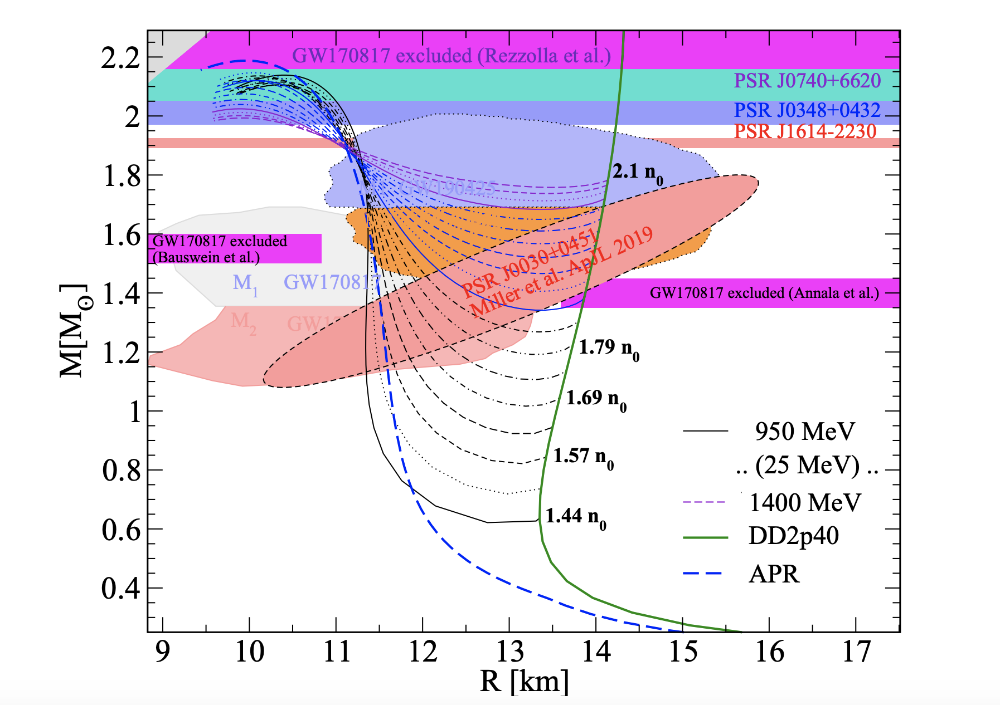 GW170817 excluded (Rezzolla et al.)
PSR J0740+6620
PSR J0348+0432
PSR J1614-2230
2.2
2
1.8
1.6
1.4
1.2
1
0.8
0.6
0.4
M[M⊙]
2.1 n0
GW190425
GW170817 excluded
(Bauswein et al.)
M1 GW170817
M2 GW17
PSR J0030+0451
Miller et al. ApJL 2019
GW170817 excluded (Annala et al.)
1.79 n0
1.69 n0
1.57 n0
1.44 n0
950 MeV
.. (25 MeV) ..
1400 MeV
DD2p40
APR
9 10 11 12 13 14 15 16 17
R [km]